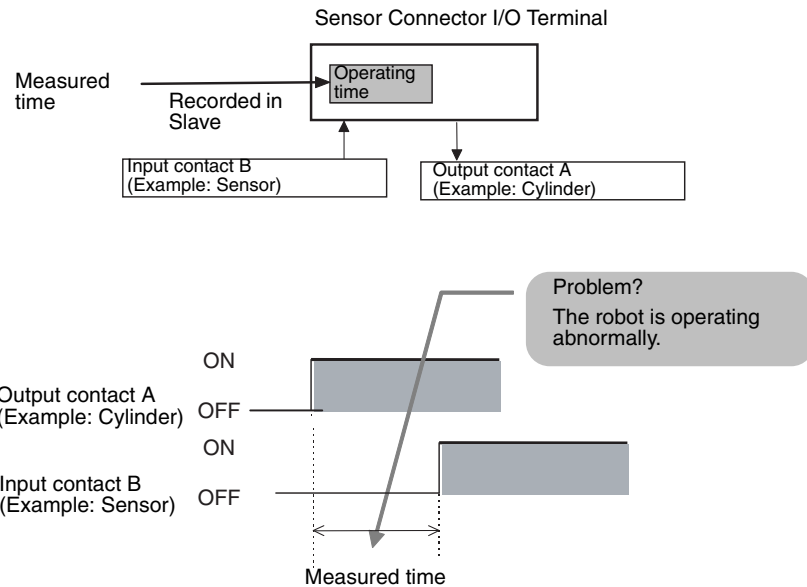 Sensor Connector I/O Terminal
Measured
time
Operating
time
Recorded in
Slave
Input contact B
(Example: Sensor)
Output contact A
(Example: Cylinder)
Problem?
The robot is operating
abnormally.
ON
Output contact A
(Example: Cylinder)
OFF
ON
Input contact B
(Example: Sensor)
OFF
Measured time